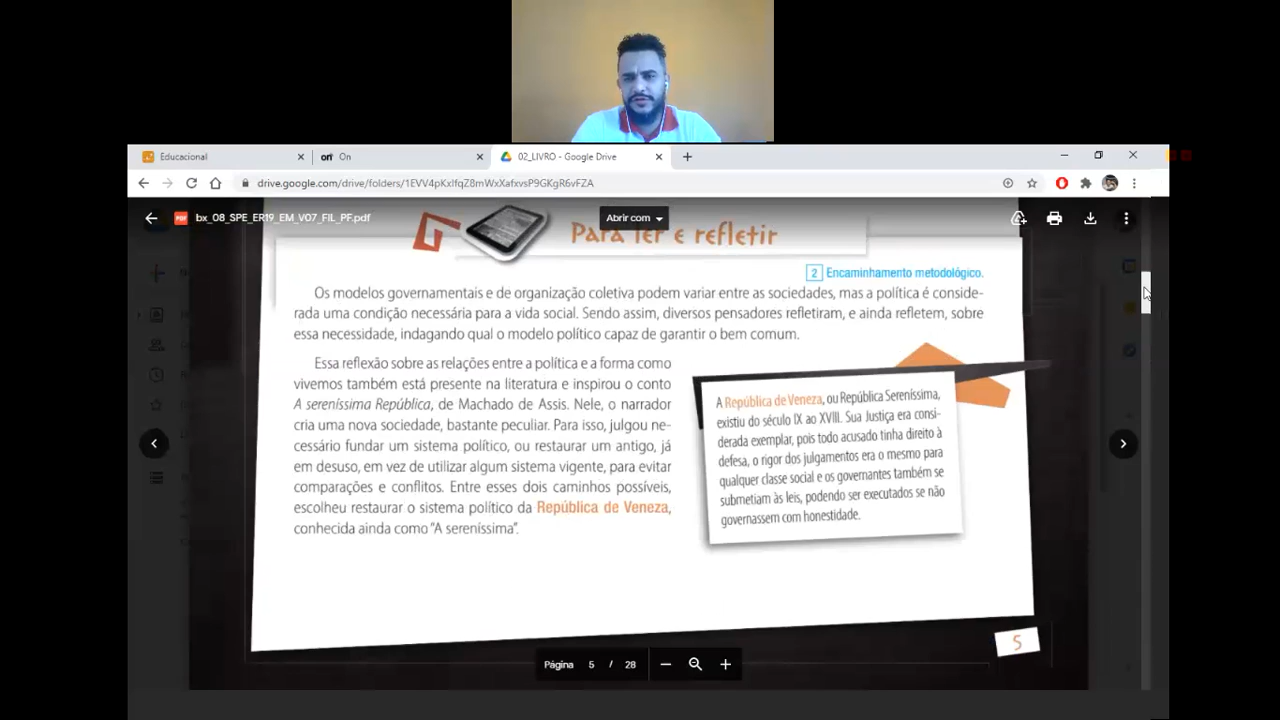 Educacional
On
02_LIVRO - Google Drive
drive.google.com/drive/folders/1EVV4pKxIfqZ8mWxXafxvsP9GKgR6vFZA
bx_08_SPE_ER19_EM_V07_FIL_PF.pdf
Abrir com
Para ler e refletir
2 Encaminhamento metodológico.
Os modelos governamentais e de organização coletiva podem variar entre as sociedades, mas a política é conside-
rada uma condição necessária para a vida social. Sendo assim, diversos pensadores refletiram, e ainda refletem, sobre
essa necessidade, indagando qual o modelo político capaz de garantir o bem comum.
Essa reflexão sobre as relações entre a política e a forma como
vivemos também está presente na literatura e inspirou o conto
A sereníssima República, de Machado de Assis. Nele, o narrador
cria uma nova sociedade, bastante peculiar. Para isso, julgou ne-
cessário fundar um sistema político, ou restaurar um antigo, já
em desuso, em vez de utilizar algum sistema vigente, para evitar
comparações e conflitos. Entre esses dois caminhos possíveis,
escolheu restaurar o sistema político da República de Veneza,
conhecida ainda como "A sereníssima".
A República de Veneza, ou República Sereníssima,
existiu do século IX ao XVIII. Sua Justiça era consi-
derada exemplar, pois todo acusado tinha direito à
defesa, o rigor dos julgamentos era o mesmo para
qualquer classe social e os governantes também se
submetiam às leis, podendo ser executados se não
governassem com honestidade.
5
Página 5 / 28